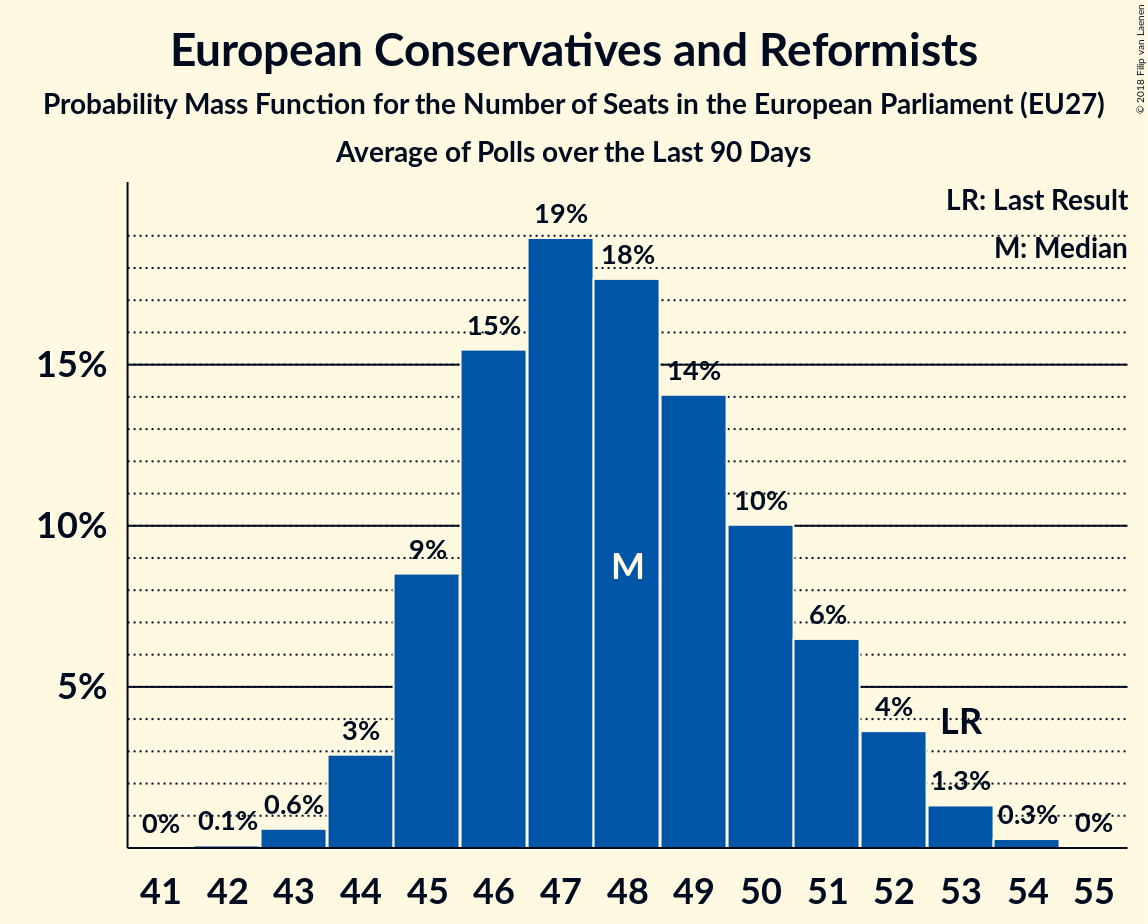 European Conservatives and Reformists
Probability Mass Function for the Number of Seats in the European Parliament (EU27)
Average of Polls over the Last 90 Days
© 2018 Filip van Laenen
LR: Last Result
M: Median
15%
10%
5%
0%
0.1%
0.6%
3%
9%
15%
19%
18%
14%
10%
6%
4%
1.3%
0.3%
0%
M
LR
41 42 43 44 45 46 47 48 49 50 51 52 53 54 55